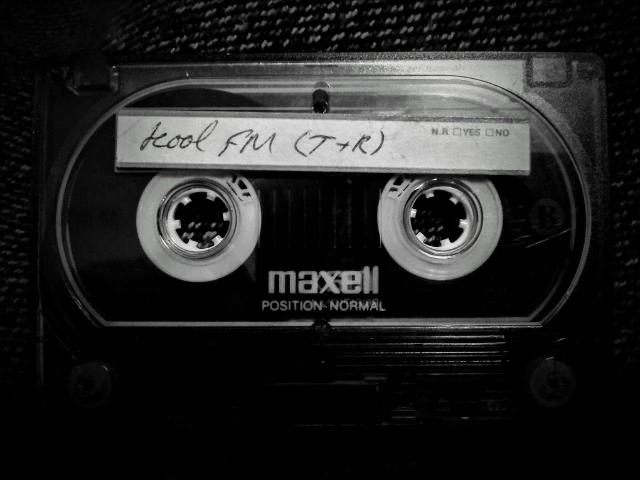 Kool FM (T+R)
N.R □YES □NO
maxell
POSITION·NORMAL
B